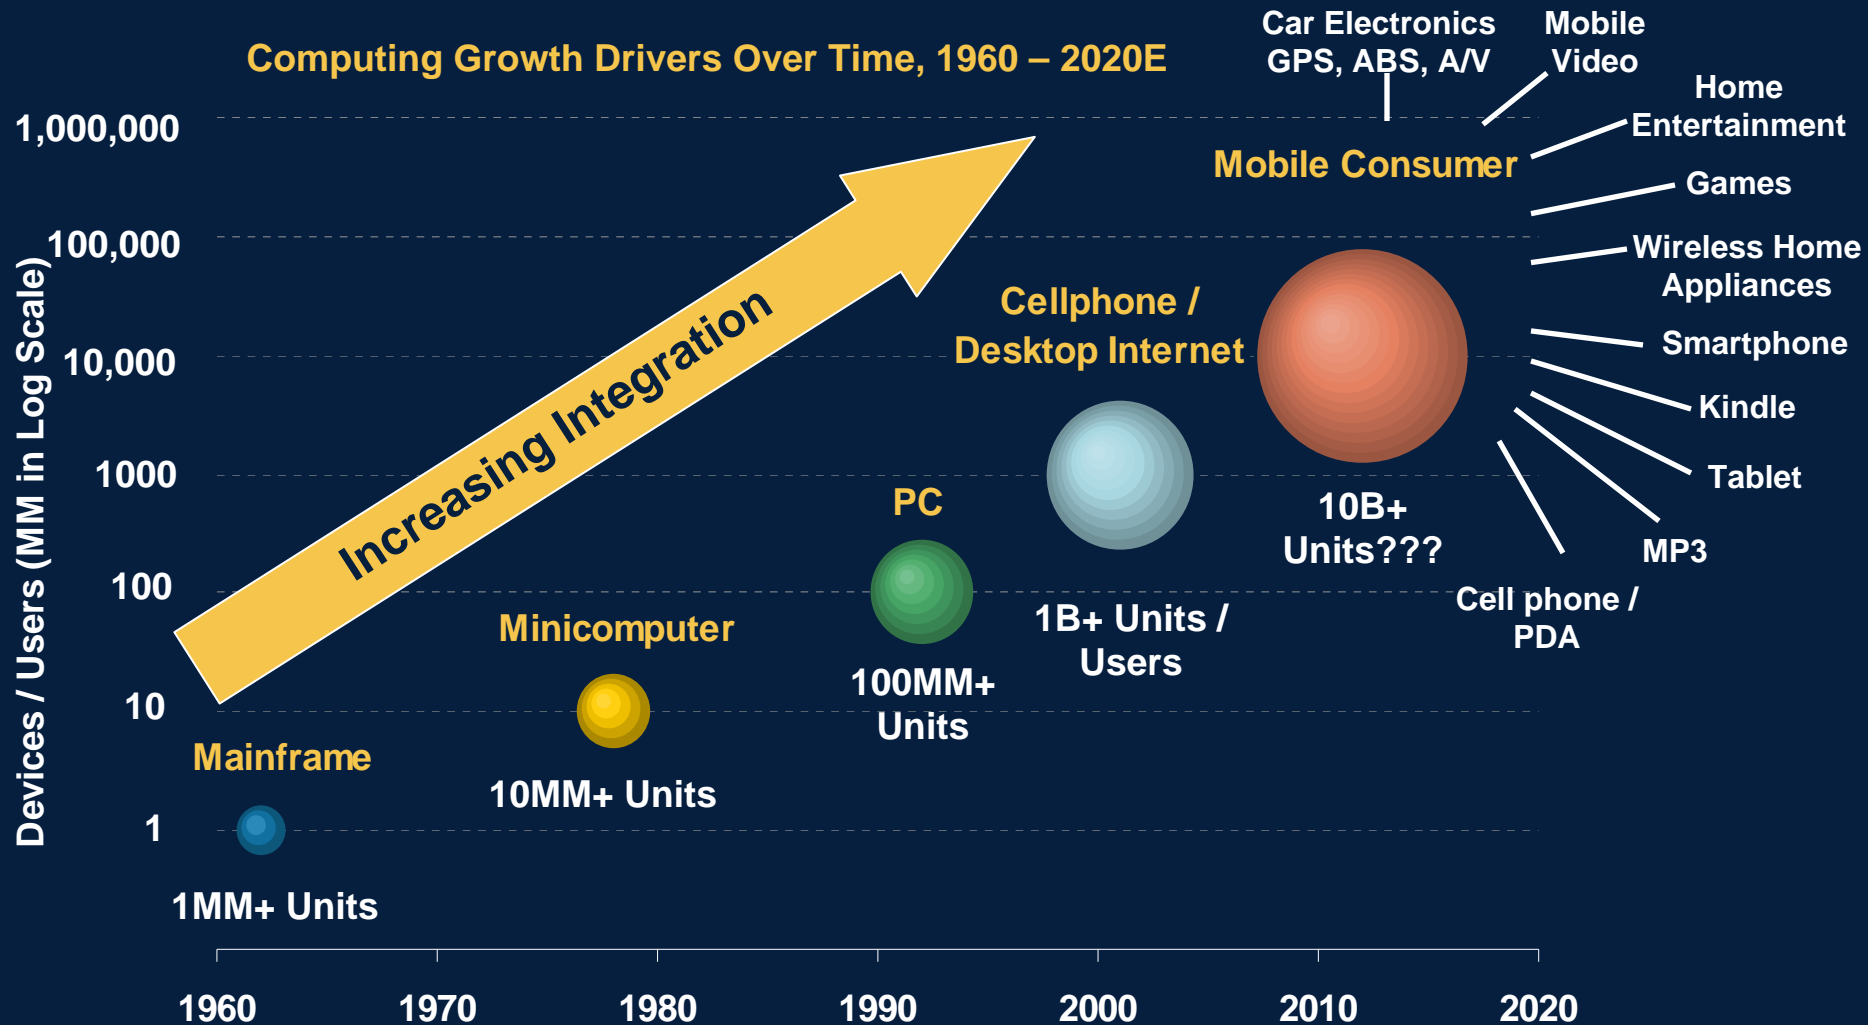 Computing Growth Drivers Over Time, 1960 – 2020E
Car Electronics
GPS, ABS, A/V
Mobile
Video
Home
Entertainment
Games
Wireless Home
Appliances
Smartphone
Kindle
Tablet
MP3
Cell phone /
PDA
Devices / Users (MM in Log Scale)
1,000,000
100,000
10,000
1000
100
10
1
Increasing Integration
Mainframe
1MM+ Units
Minicomputer
10MM+ Units
PC
100MM+
Units
Cellphone /
Desktop Internet
1B+ Units /
Users
Mobile Consumer
10B+
Units???
1960
1970
1980
1990
2000
2010
2020